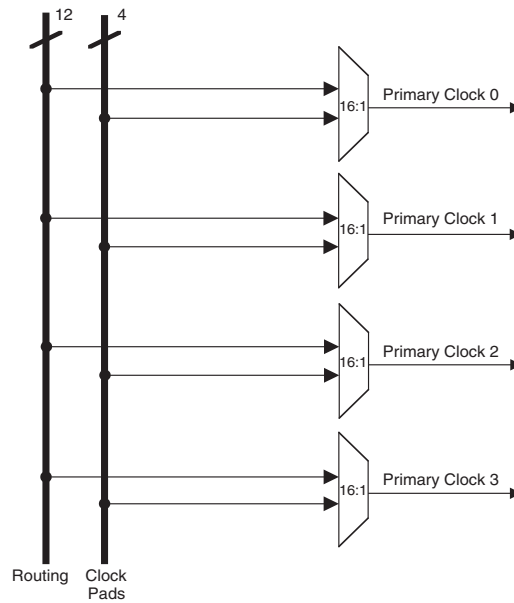 12 4
16:1 Primary Clock 0
16:1 Primary Clock 1
16:1 Primary Clock 2
16:1 Primary Clock 3
Routing Clock
Pads